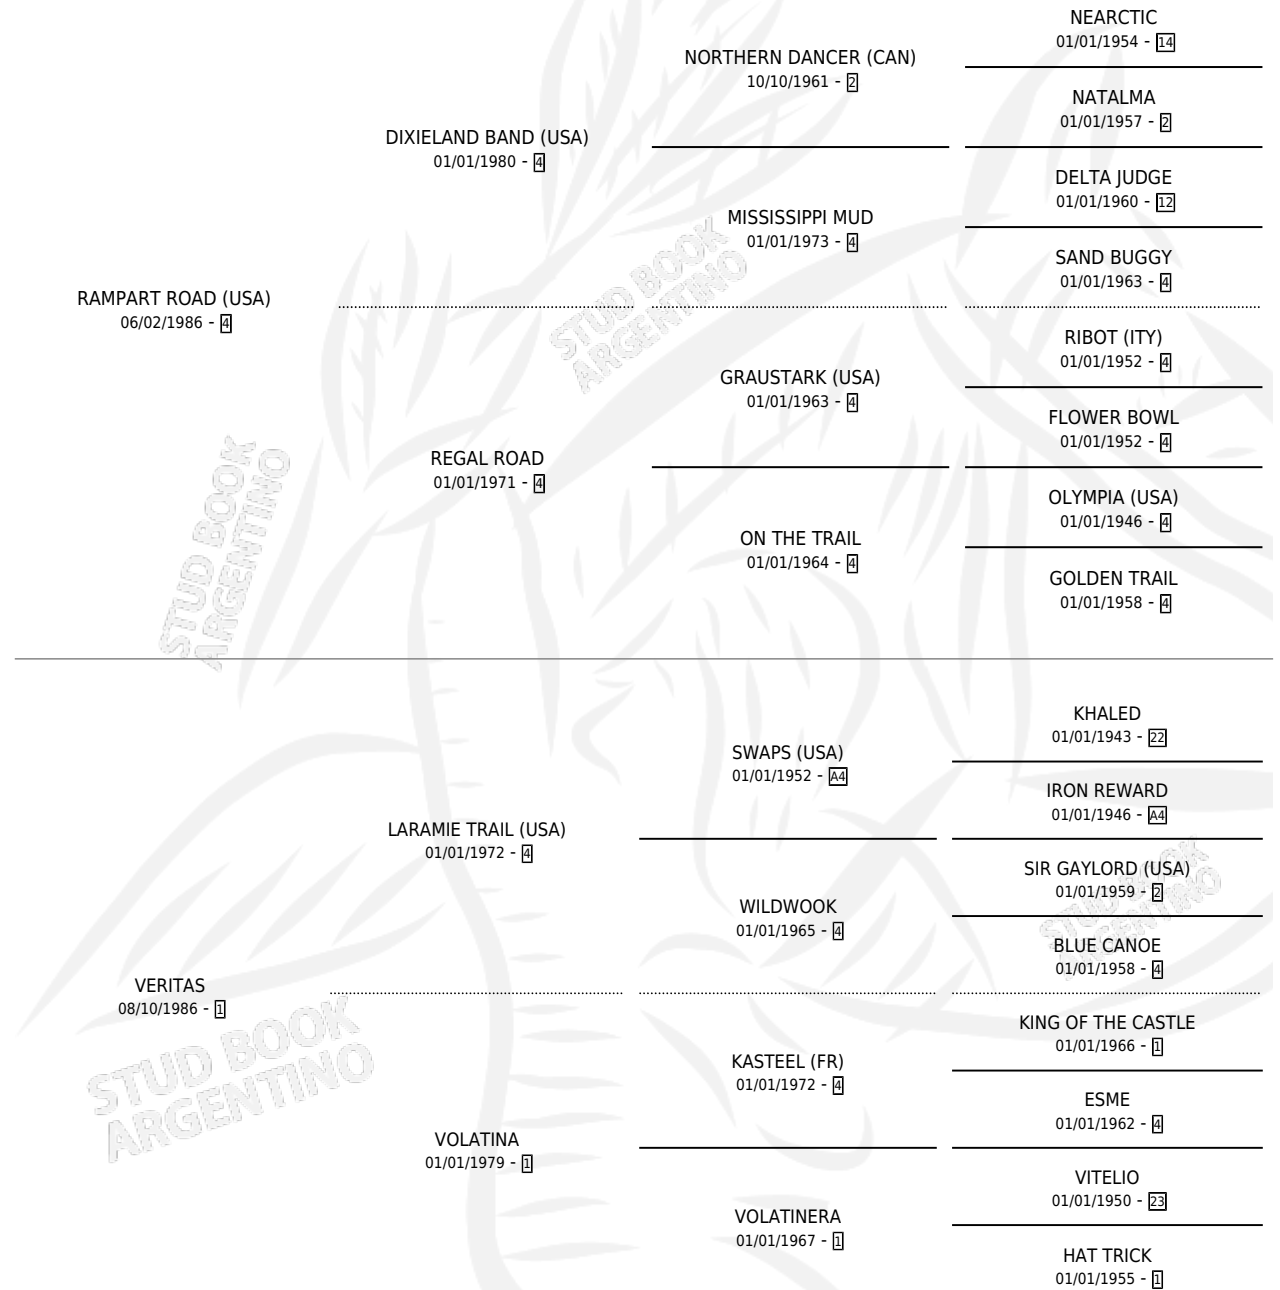 NEARCTIC
01/01/1954 - 14
NORTHERN DANCER (CAN)
10/10/1961 - 2
NATALMA
01/01/1957 - 2
DIXIELAND BAND (USA)
01/01/1980 - 4
DELTA JUDGE
01/01/1960 - 12
MISSISSIPPI MUD
01/01/1973 - 4
SAND BUGGY
01/01/1963 - 4
RAMPART ROAD (USA)
06/02/1986 - 4
RIBOT (ITY)
01/01/1952 - 4
GRAUSTARK (USA)
01/01/1963 - 4
FLOWER BOWL
01/01/1952 - 4
REGAL ROAD
01/01/1971 - 4
OLYMPIA (USA)
01/01/1946 - 4
ON THE TRAIL
01/01/1964 - 4
GOLDEN TRAIL
01/01/1958 - 4
KHALED
01/01/1943 - 22
SWAPS (USA)
01/01/1952 - A4
IRON REWARD
01/01/1946 - A4
LARAMIE TRAIL (USA)
01/01/1972 - 4
SIR GAYLORD (USA)
01/01/1959 - 2
WILDWOOK
01/01/1965 - 4
BLUE CANOE
01/01/1958 - 4
VERITAS
08/10/1986 - 1
KING OF THE CASTLE
01/01/1966 - 1
KASTEEL (FR)
01/01/1972 - 4
ESME
01/01/1962 - 4
VOLATINA
01/01/1979 - 1
VITELIO
01/01/1950 - 23
VOLATINERA
01/01/1967 - 1
HAT TRICK
01/01/1955 - 1
STUD BOOK
ARGENTINO
STUD BOOK
ARGENTINO
STUD BOOK
ARGENTINO
STUD BOOK
ARGENTINO